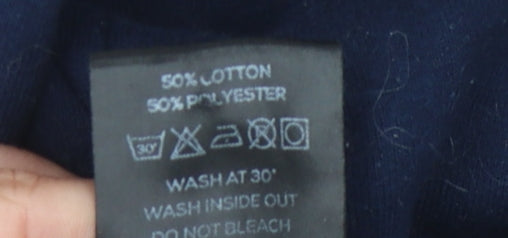 50% COTTON
50% POLYESTER
30°
WASH AT 30°
WASH INSIDE OUT
DO NOT BLEACH